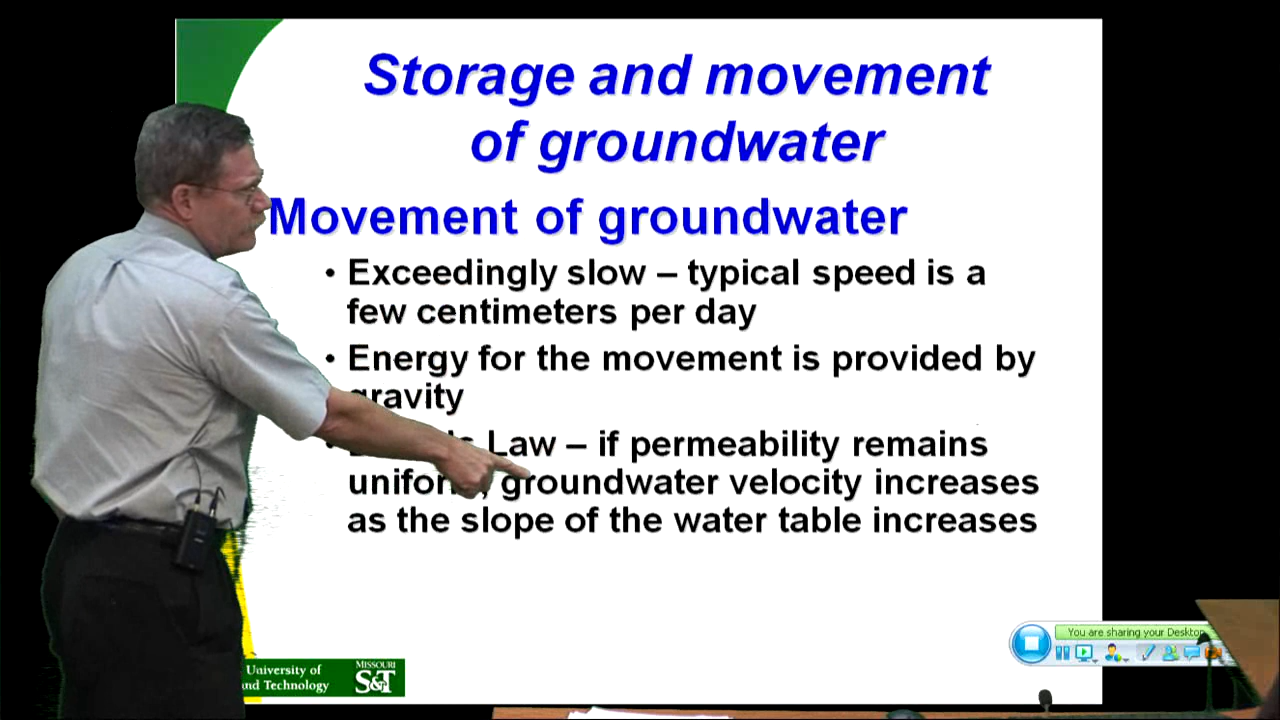 Storage and movement
of groundwater
Movement of groundwater
• Exceedingly slow – typical speed is a
few centimeters per day
• Energy for the movement is provided by
gravity
• Law – if permeability remains
groundwater velocity increases
as the slope of the water table increases
University of
Technology
MISSOURI
S&T
You are sharing your Desktop